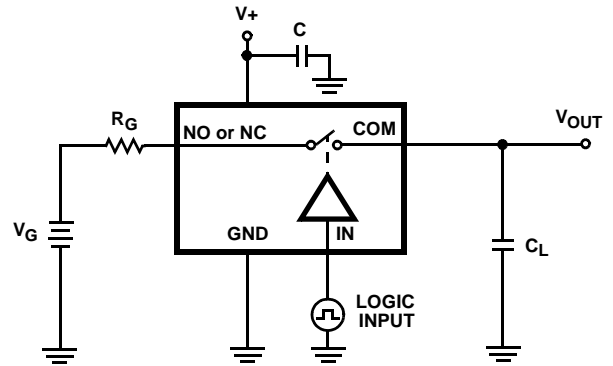 V+
C
RG
NO or NC
COM
VOUT
VG
GND
IN
CL
LOGIC
INPUT